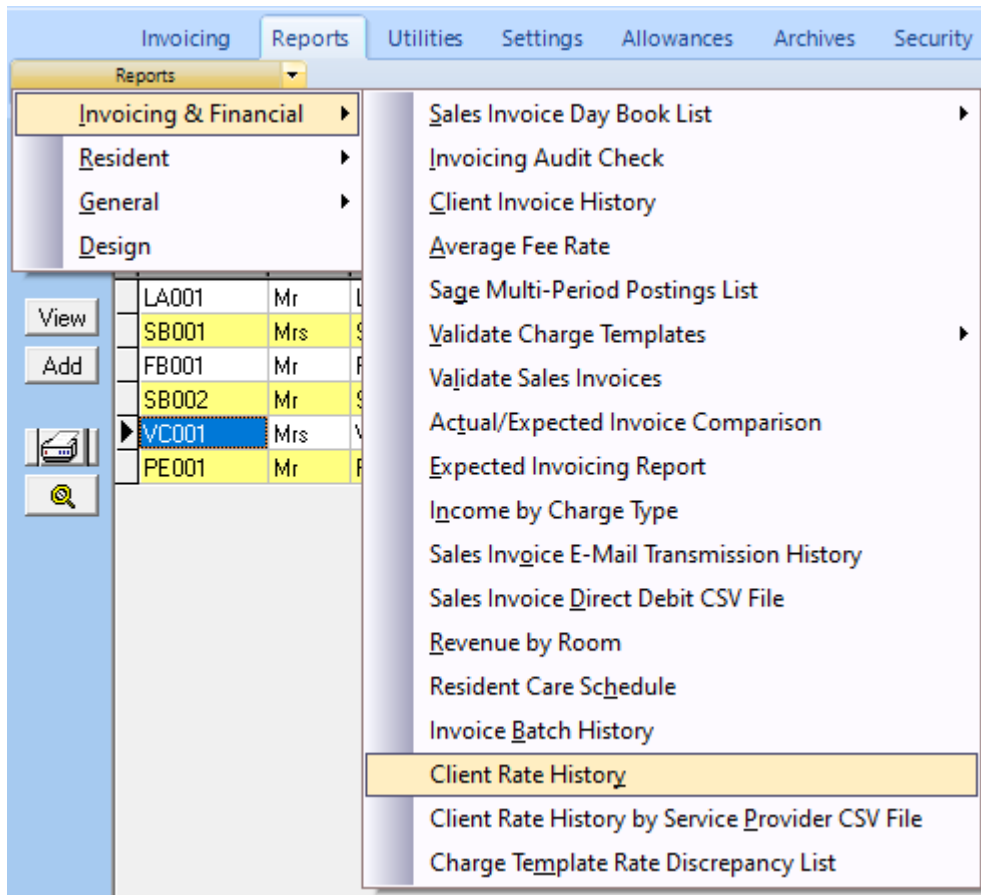 Invoicing Reports Utilities Settings Allowances Archives Security
Reports
Invoicing & Financial
Resident
General
Design
Sales Invoice Day Book List
Invoicing Audit Check
Client Invoice History
Average Fee Rate
Sage Multi-Period Postings List
Validate Charge Templates
Validate Sales Invoices
Actual/Expected Invoice Comparison
Expected Invoicing Report
Income by Charge Type
Sales Invoice E-Mail Transmission History
Sales Invoice Direct Debit CSV File
Revenue by Room
Resident Care Schedule
Invoice Batch History
Client Rate History
Client Rate History by Service Provider CSV File
Charge Template Rate Discrepancy List
View
Add
LA001 Mr
SB001 Mrs
FB001 Mr
SB002 Mr
VC001 Mrs
PE001 Mr